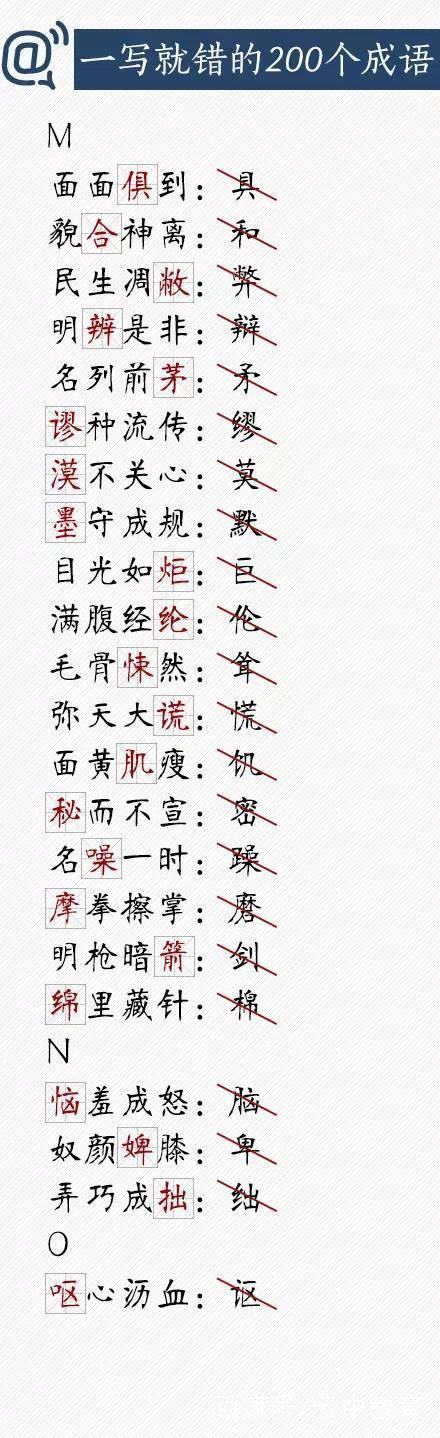 一写就错的200个成语
M
面面俱到：具
貌合神离：和
民生凋敝：弊
明辨是非：辩
名列前茅：矛
谬种流传：缪
漠不关心：莫
墨守成规：默
目光如炬：巨
满腹经纶：伦
毛骨悚然：耸
弥天大谎：慌
面黄肌瘦：饥
秘而不宣：密
名噪一时：躁
摩拳擦掌：磨
明枪暗箭：剑
绵里藏针：棉
N
恼羞成怒：脑
奴颜婢膝：卑
弄巧成拙：绌
O
呕心沥血：讴